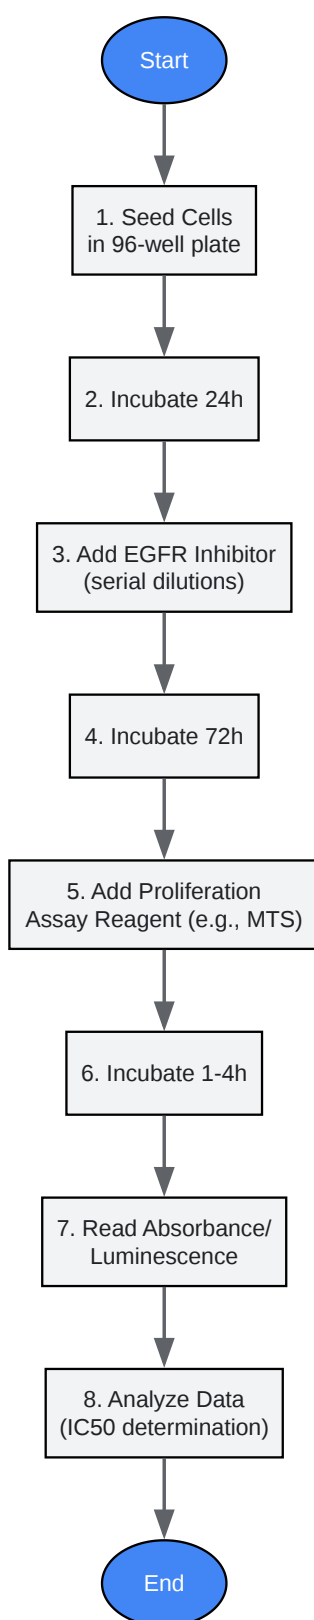 Start
1. Seed Cells
in 96-well plate
2. Incubate 24h
3. Add EGFR Inhibitor
(serial dilutions)
4. Incubate 72h
5. Add Proliferation
Assay Reagent (e.g., MTS)
6. Incubate 1-4h
7. Read Absorbance/
Luminescence
8. Analyze Data
(IC50 determination)
End